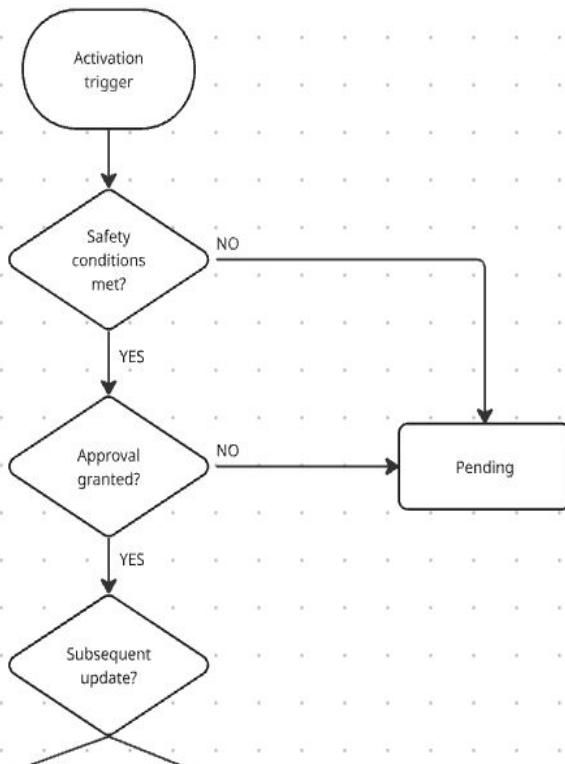 Activation
trigger
Safety
conditions
met?
NO
YES
Approval
granted?
NO
Pending
YES
Subsequent
update?